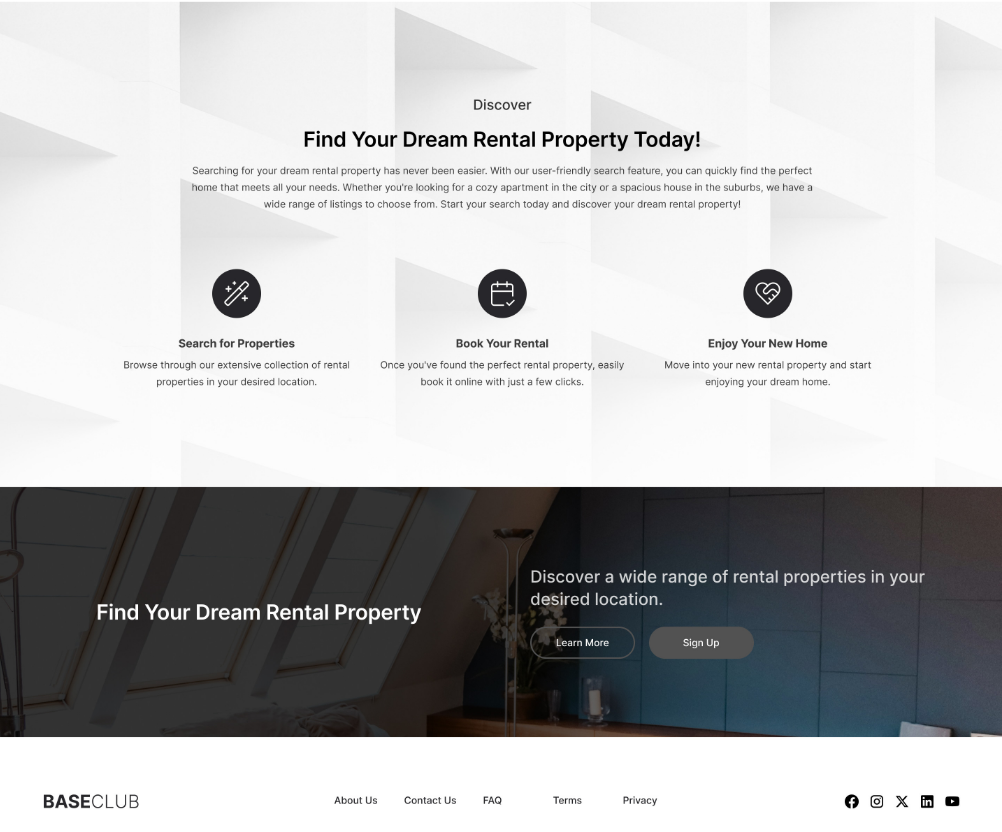 Discover
Find Your Dream Rental Property Today!
Searching for your dream rental property has never been easier. With our user-friendly search feature, you can quickly find the perfect
home that meets all your needs. Whether you're looking for a cozy apartment in the city or a spacious house in the suburbs, we have a
wide range of listings to choose from. Start your search today and discover your dream rental property!
Search for Properties
Browse through our extensive collection of rental
properties in your desired location.
Book Your Rental
Once you've found the perfect rental property, easily
book it online with just a few clicks.
Enjoy Your New Home
Move into your new rental property and start
enjoying your dream home.
Find Your Dream Rental Property
Discover a wide range of rental properties in your
desired location.
Learn More
Sign Up
BASECLUB
About Us
Contact Us
FAQ
Terms
Privacy